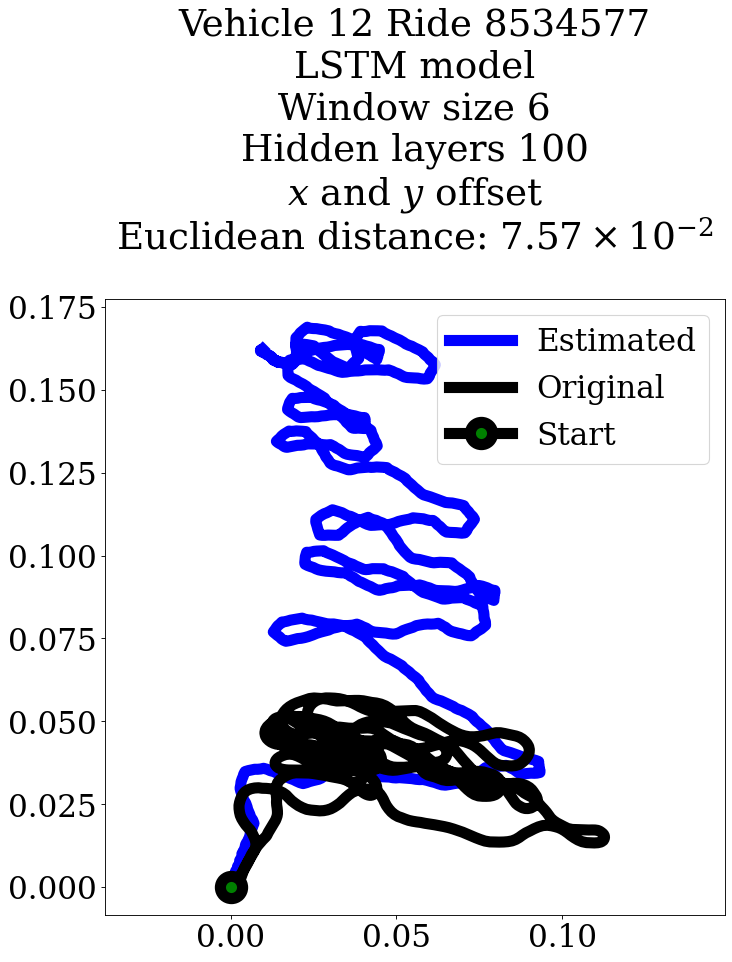 Vehicle 12 Ride 8534577
LSTM model
Window size 6
Hidden layers 100
x and y offset
Euclidean distance: 7.57 × 10⁻²
Estimated
Original
Start
0.175
0.150
0.125
0.100
0.075
0.050
0.025
0.000
0.00 0.05 0.10